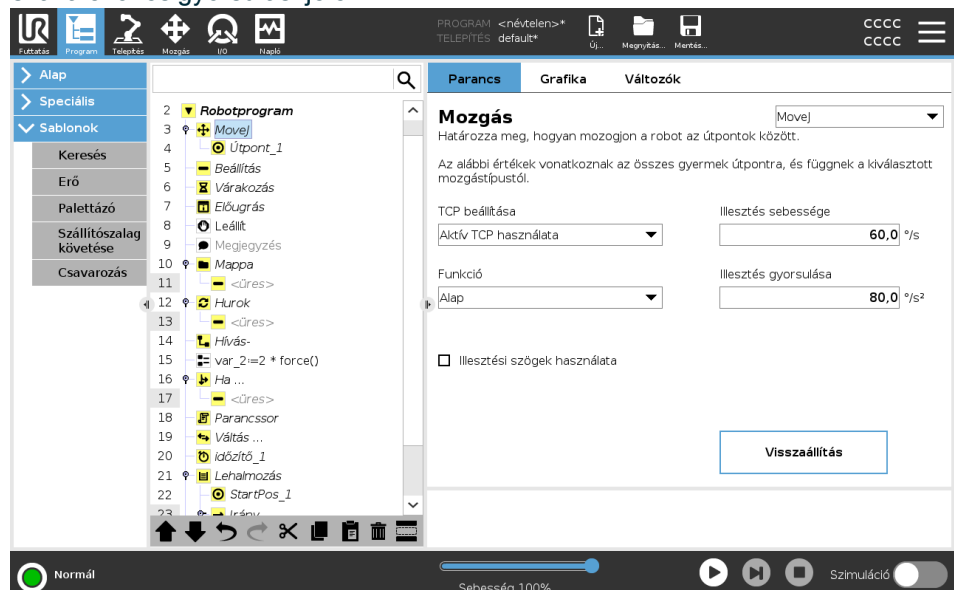 PROGRAM <névtelen>*
TELEPÍTÉS default*
Futtatás
Program
Telepítés
Mozgás
I/O
Napló
Új...
Megnyitás...
Mentés...
CCCC
CCCC
Alap
Speciális
Sablonok
Keresés
Erő
Palettázó
Szállítószalag
követése
Csavarozás
2 Robotprogram
3 MoveJ
4 Útpont_1
5 Beállítás
6 Várakozás
7 Előugrás
8 Leállít
9 Megjegyzés
10 Mappa
11 <üres>
12 Hurok
13 <üres>
14 Hívás-
15 var_2:=2 * force()
16 Ha ...
17 <üres>
18 Parancssor
19 Váltás ...
20 időzítő_1
21 Lehalmozás
22 StartPos_1
23 Irány
Parancs
Grafika
Változók
Mozgás
MoveJ
Határozza meg, hogyan mozogjon a robot az útpontok között.
Az alábbi értékek vonatkoznak az összes gyermek útpontra, és függnek a kiválasztott
mozgástípustól.
TCP beállítása
Illesztés sebessége
Aktív TCP használata
60,0 °/s
Funkció
Illesztés gyorsulása
Alap
80,0 °/s²
Illesztési szögek használata
Visszaállítás
Normál
Sebesség 100%
Szimuláció